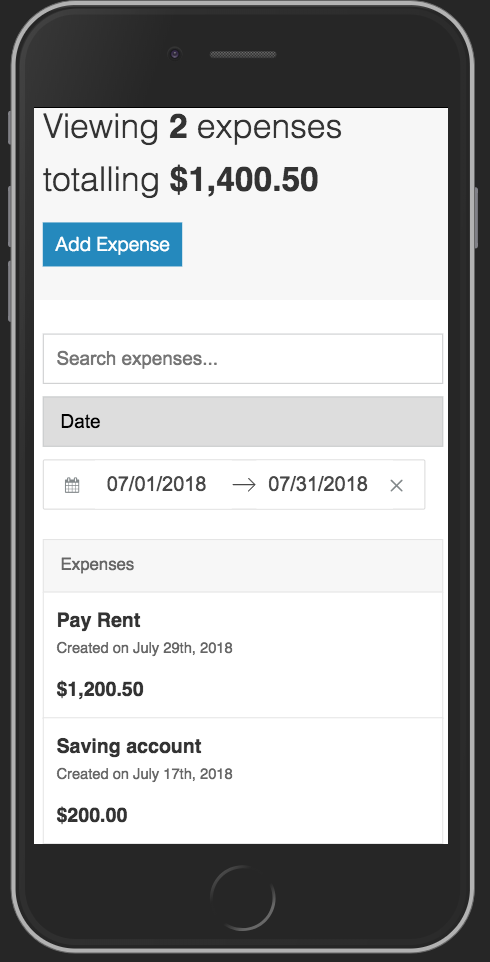 Viewing 2 expenses
totalling $1,400.50
Add Expense
Search expenses...
Date
07/01/2018 → 07/31/2018 ×
Expenses
Pay Rent
Created on July 29th, 2018
$1,200.50
Saving account
Created on July 17th, 2018
$200.00